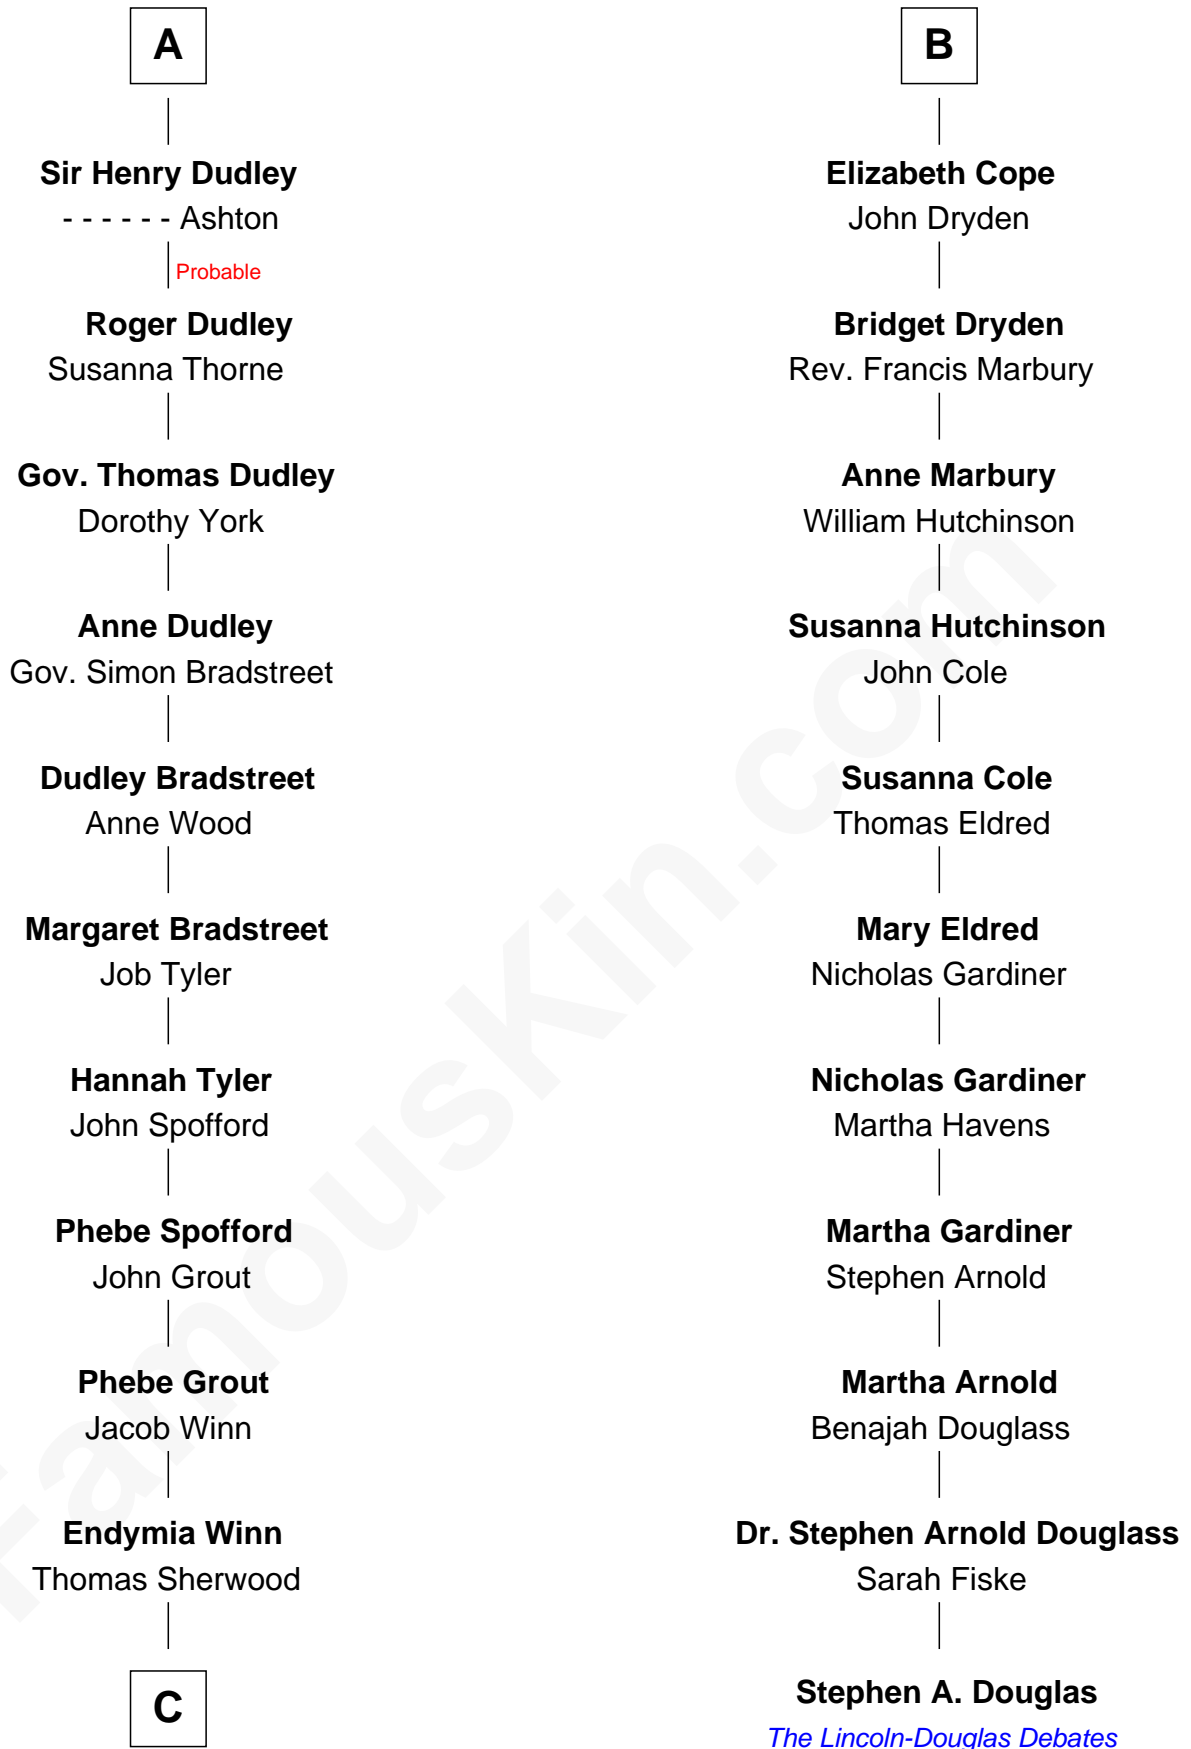 A
Sir Henry Dudley
- - - - - - Ashton
Probable
Roger Dudley
Susanna Thorne
Gov. Thomas Dudley
Dorothy York
Anne Dudley
Gov. Simon Bradstreet
Dudley Bradstreet
Anne Wood
Margaret Bradstreet
Job Tyler
Hannah Tyler
John Spofford
Phebe Spofford
John Grout
Phebe Grout
Jacob Winn
Endymia Winn
Thomas Sherwood
C
B
Elizabeth Cope
John Dryden
Bridget Dryden
Rev. Francis Marbury
Anne Marbury
William Hutchinson
Susanna Hutchinson
John Cole
Susanna Cole
Thomas Eldred
Mary Eldred
Nicholas Gardiner
Nicholas Gardiner
Martha Havens
Martha Gardiner
Stephen Arnold
Martha Arnold
Benajah Douglass
Dr. Stephen Arnold Douglass
Sarah Fiske
Stephen A. Douglas
The Lincoln-Douglas Debates
FamousKin.com